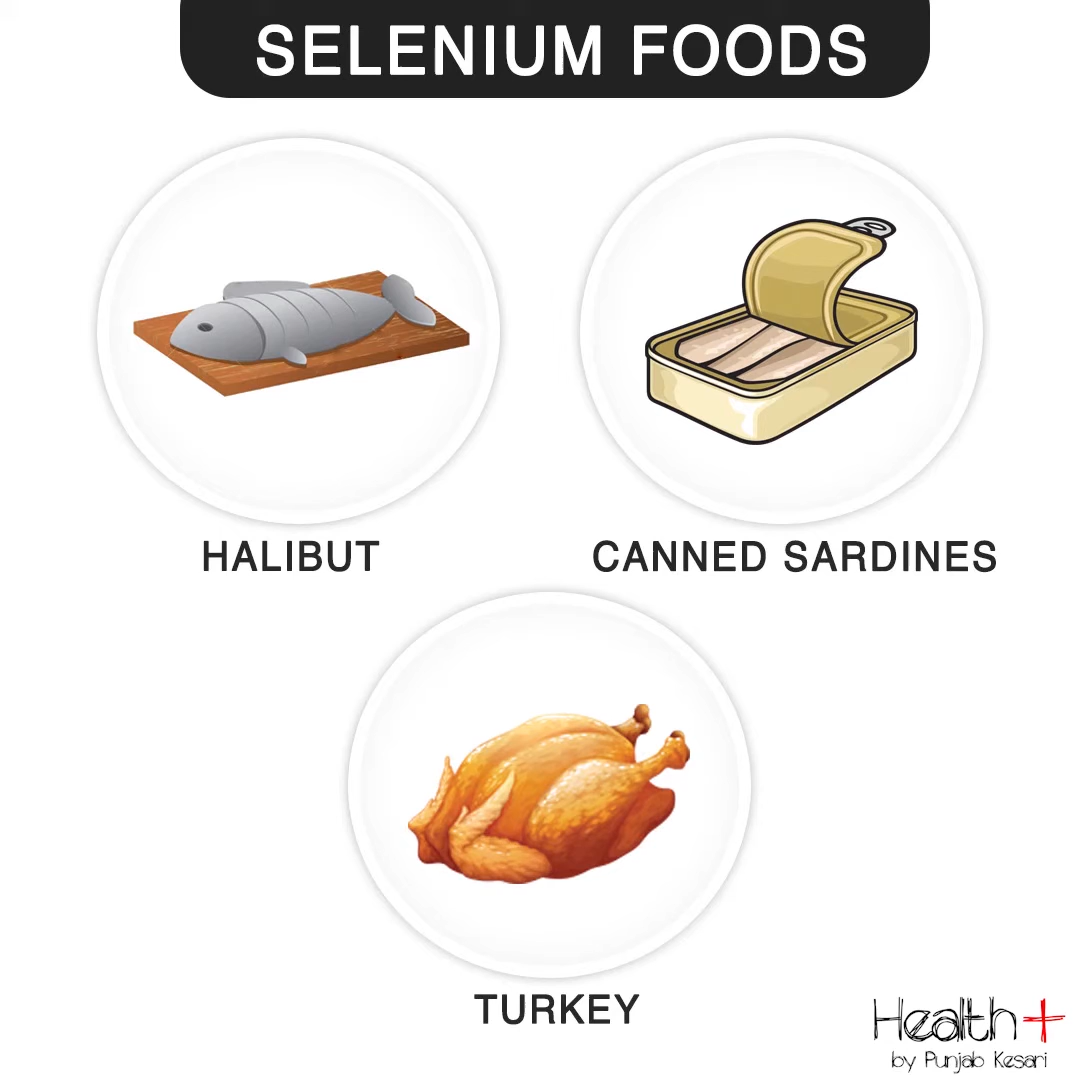 SELENIUM FOODS
HALIBUT
CANNED SARDINES
TURKEY
Health+
by Punjab Kesari